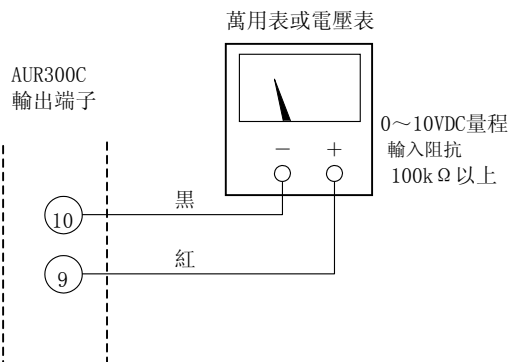 萬用表或電壓表
AUR300C
輸出端子
0～10VDC量程
輸入阻抗
100kΩ以上
－ ＋
黑
10
紅
9